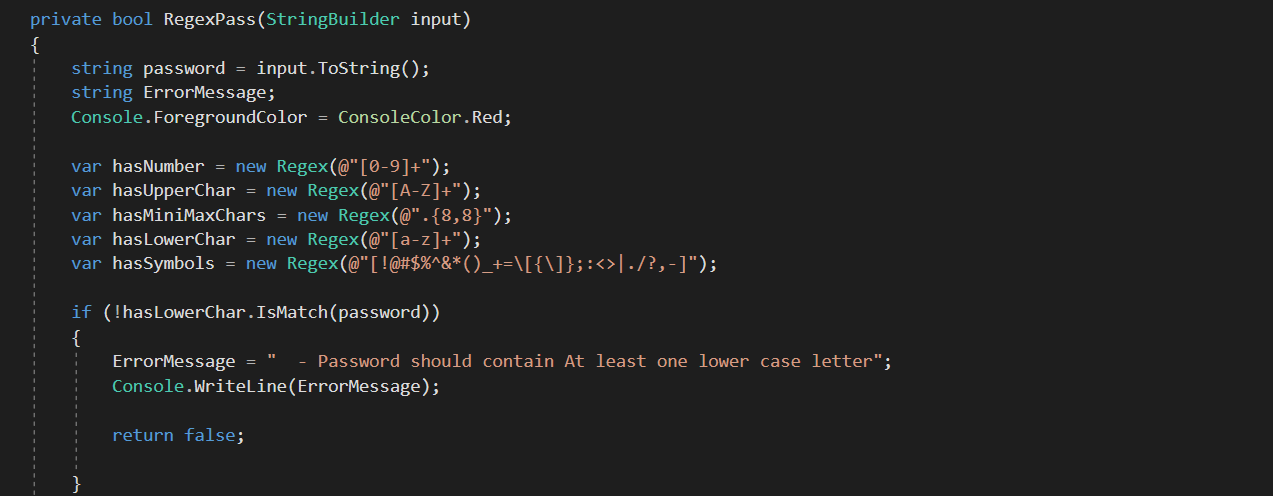 private bool RegexPass(StringBuilder input)
{
string password = input.ToString();
string ErrorMessage;
Console.ForegroundColor = ConsoleColor.Red;
var hasNumber = new Regex(@"[0-9]+");
var hasUpperChar = new Regex(@"[A-Z]+");
var hasMiniMaxChars = new Regex(@".{8,8}");
var hasLowerChar = new Regex(@"[a-z]+");
var hasSymbols = new Regex(@"[!@#$%^&*()_+=\[{\]};:<>|./?,-]");
if (!hasLowerChar.IsMatch(password))
{
ErrorMessage = "  - Password should contain At least one lower case letter";
Console.WriteLine(ErrorMessage);
return false;
}